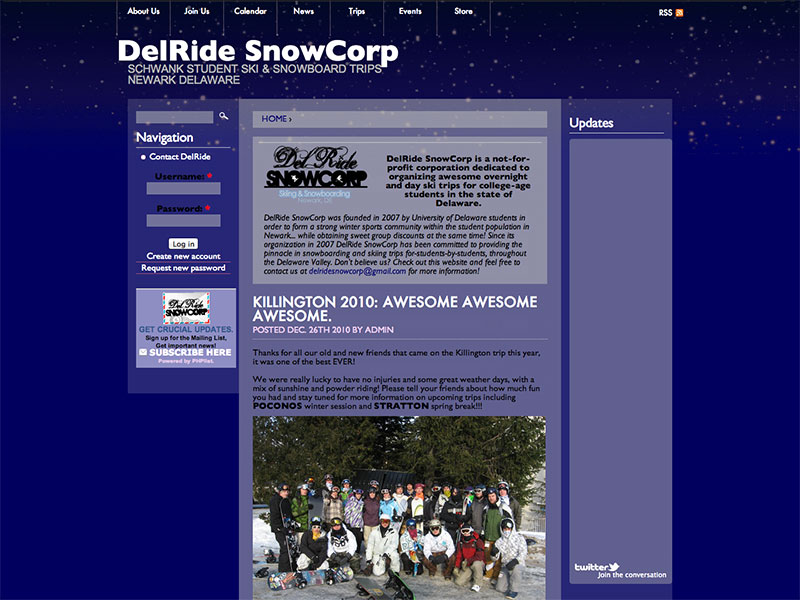 About Us
Join Us
Calendar
News
Trips
Events
Store
RSS
DelRide SnowCorp
SCHWANK STUDENT SKI & SNOWBOARD TRIPS
NEWARK DELAWARE
Navigation
Contact DelRide
Username: *
Password: *
Log in
Create new account
Request new password
Del Ride
SNOWCORP
GET CRUCIAL UPDATES.
Sign up for the Mailing List,
Get important news!
SUBSCRIBE HERE
Powered by PHPlist.
HOME ›
Del Ride
SNOWCORP
Skiing & Snowboarding
Newark, DE
DelRide SnowCorp is a not-for-
profit corporation dedicated to
organizing awesome overnight
and day ski trips for college-age
students in the state of
Delaware.
DelRide SnowCorp was founded in 2007 by University of Delaware students in
order to form a strong winter sports community within the student population in
Newark... while obtaining sweet group discounts at the same time! Since its
organization in 2007 DelRide SnowCorp has been committed to providing the
pinnacle in snowboarding and skiing trips for-students-by-students, throughout
the Delaware Valley. Don't believe us? Check out this website and feel free to
contact us at delridesnowcorp@gmail.com for more information!
KILLINGTON 2010: AWESOME AWESOME
AWESOME.
POSTED DEC. 26TH 2010 BY ADMIN
Thanks for all our old and new friends that came on the Killington trip this year,
it was one of the best EVER!
We were really lucky to have no injuries and some great weather days, with a
mix of sunshine and powder riding! Please tell your friends about how much fun
you had and stay tuned for more information on upcoming trips including
POCONOS winter session and STRATTON spring break!!!
Updates
twitter
Join the conversation